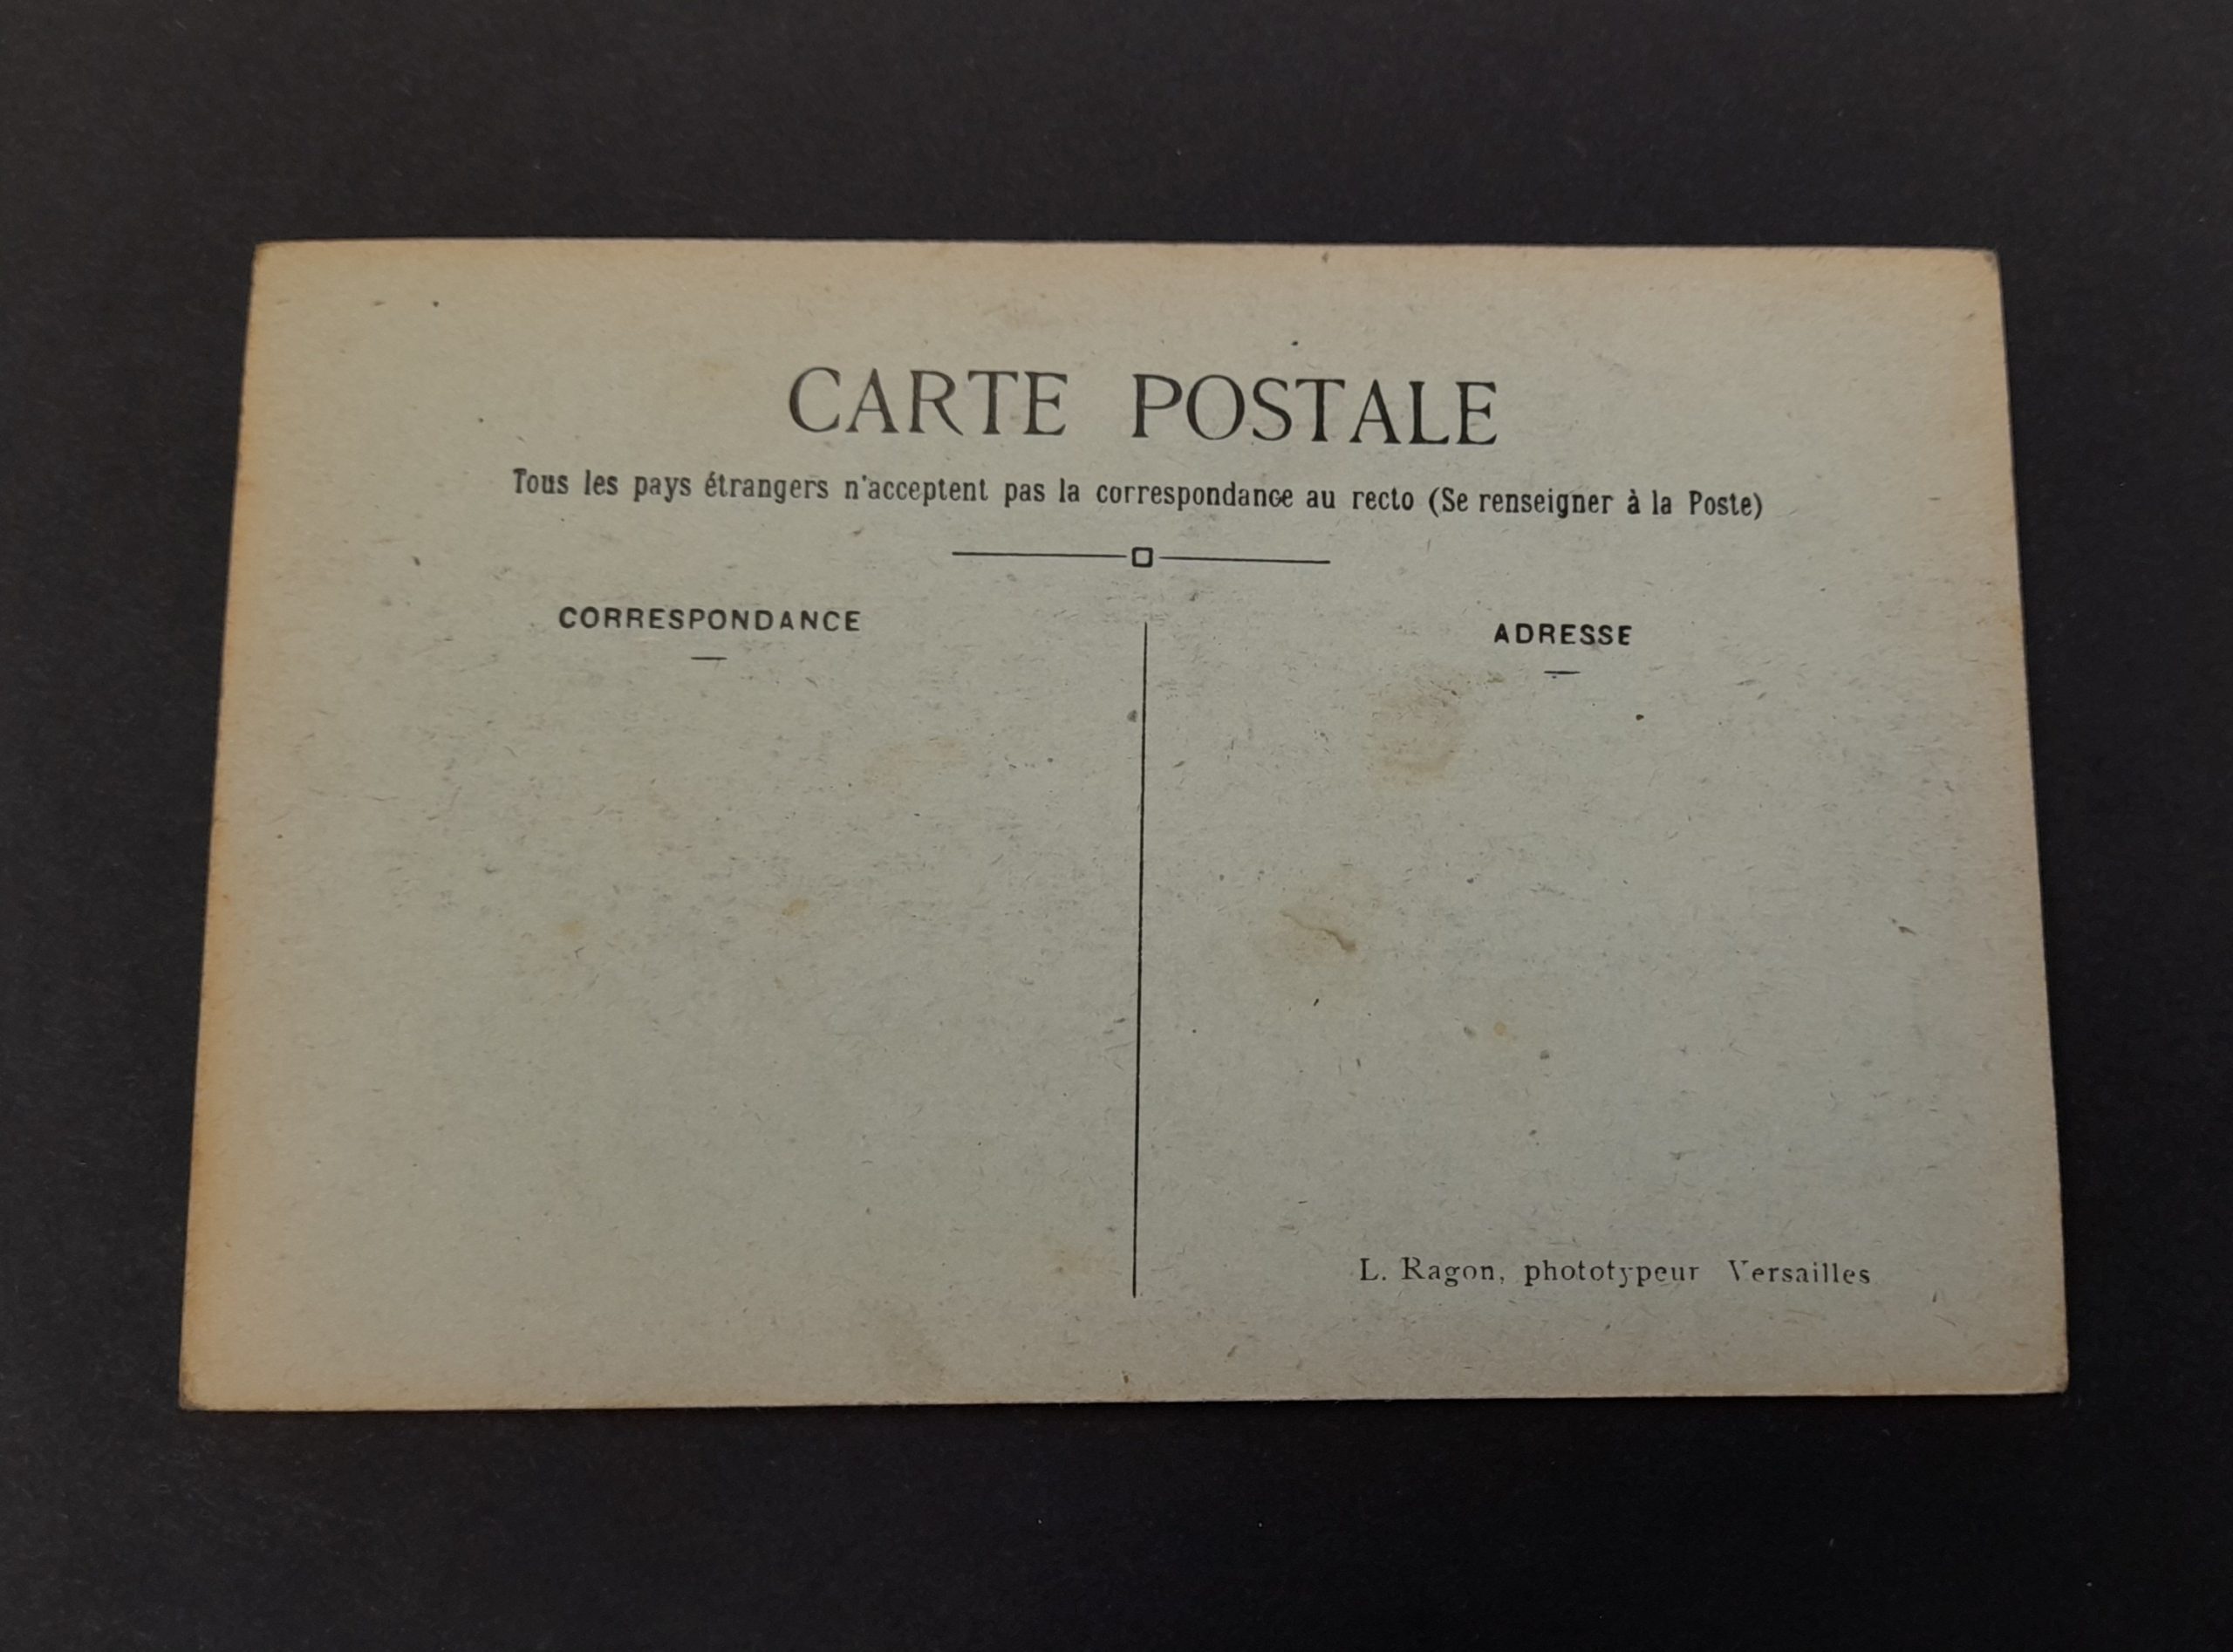 CARTE POSTALE
Tous les pays étrangers n'acceptent pas la correspondance au recto (Se renseigner à la Poste)
CORRESPONDANCE
ADRESSE
L. Ragon, phototypeur Versailles